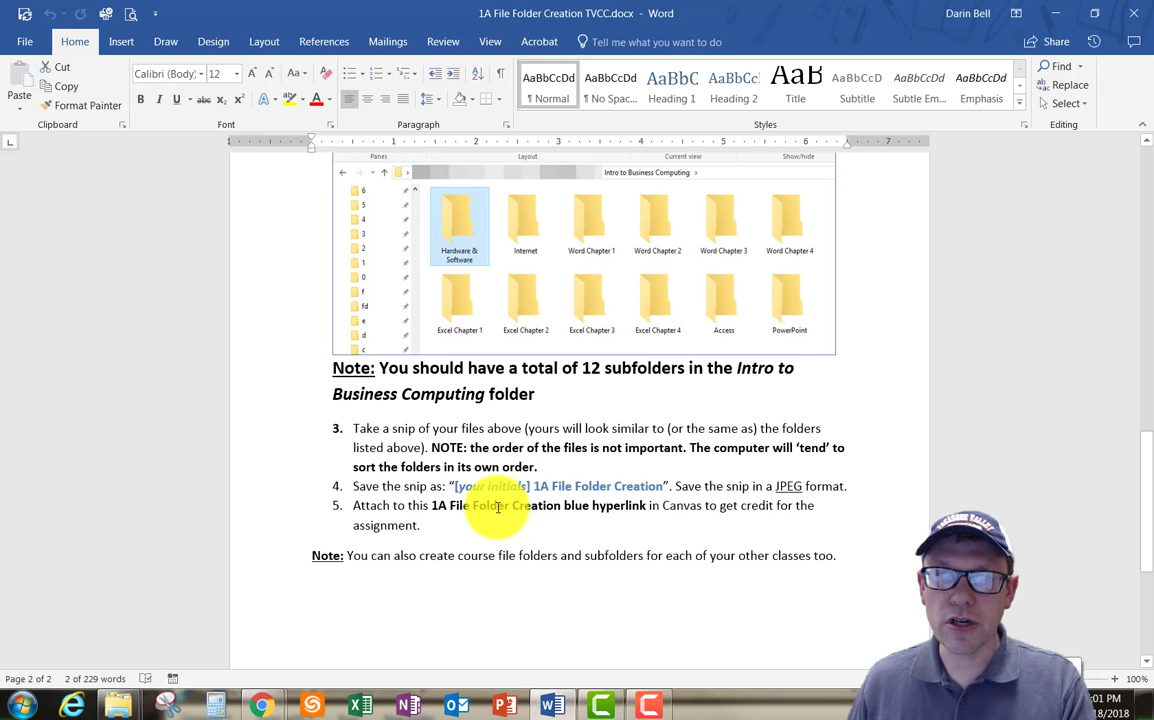 1A File Folder Creation TVCC.docx - Word
Darin Bell
File Home Insert Draw Design Layout References Mailings Review View Acrobat Tell me what you want to do Share
Paste
Cut
Copy
Format Painter
Calibri (Body) 12
AaBbCcDd AaBbCcDd AaBbC AaBbCcD AaB AaBbCcD AaBbCcDd AaBbCcDd
¶ Normal ¶ No Spac... Heading 1 Heading 2 Title Subtitle Subtle Em... Emphasis
Find
Replace
Select
Clipboard Font Paragraph Styles Editing
1 1 2 3 4 5 6 7
Panes Layout Current view Show/hide
Intro to Business Computing
6
5
4
3
2
1
0
f
fd
e
d
c
Hardware & Software Internet Word Chapter 1 Word Chapter 2 Word Chapter 3 Word Chapter 4
Excel Chapter 1 Excel Chapter 2 Excel Chapter 3 Excel Chapter 4 Access PowerPoint
Note: You should have a total of 12 subfolders in the Intro to
Business Computing folder
3. Take a snip of your files above (yours will look similar to (or the same as) the folders
listed above). NOTE: the order of the files is not important. The computer will ‘tend’ to
sort the folders in its own order.
4. Save the snip as: “[your initials] 1A File Folder Creation”. Save the snip in a JPEG format.
5. Attach to this 1A File Folder Creation blue hyperlink in Canvas to get credit for the
assignment.
Note: You can also create course file folders and subfolders for each of your other classes too.
TREASURE VALLEY
Page 2 of 2 2 of 229 words
100%
:01 PM
/18/2018